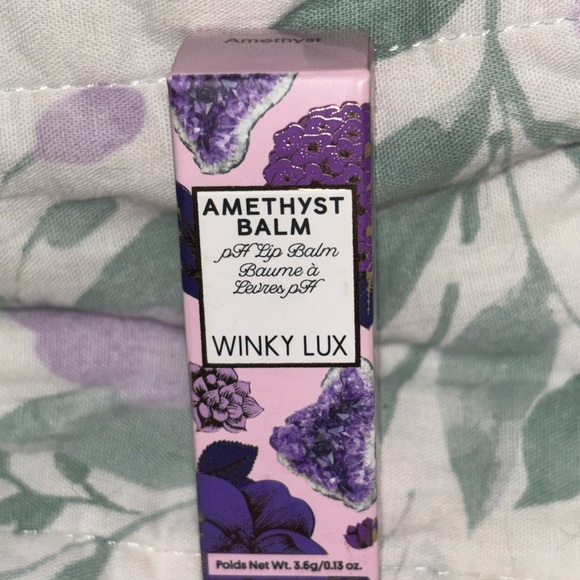 Amethyst
AMETHYST
BALM
pH Lip Balm
Baume à
Lèvres pH
WINKY LUX
Poids Net Wt. 3.6g/0.13 oz.